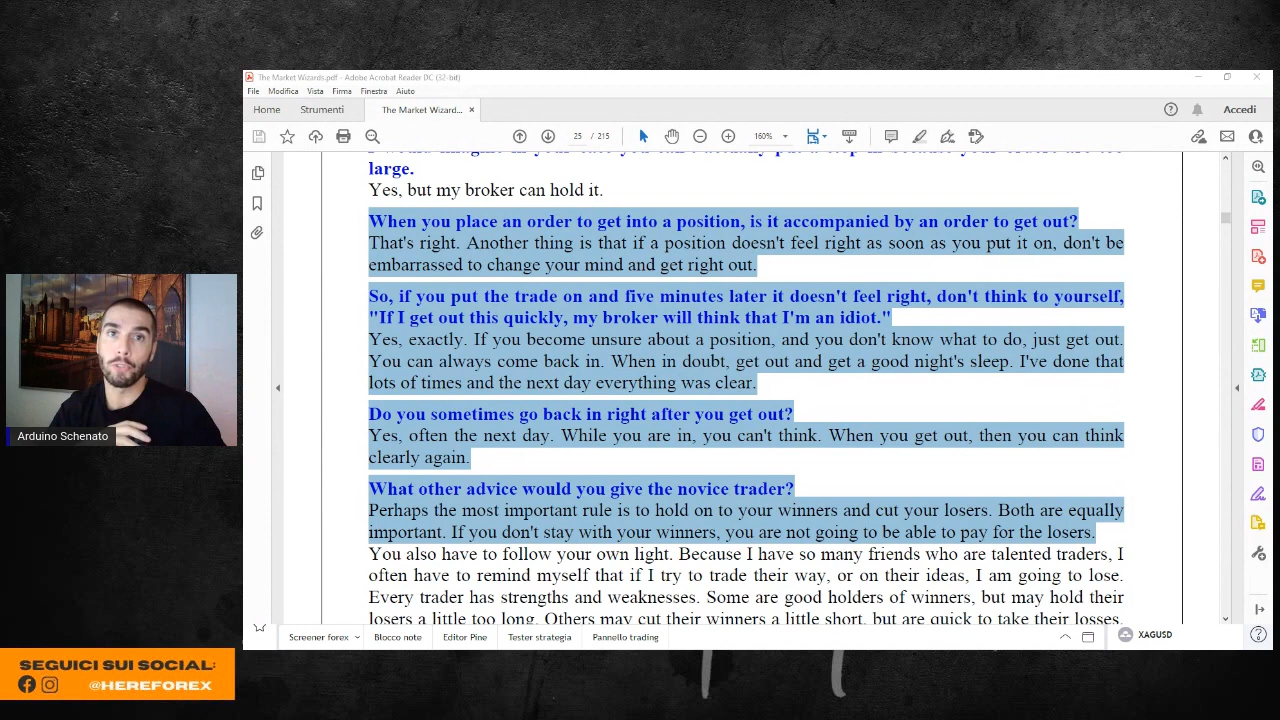 The Market Wizards.pdf - Adobe Acrobat Reader DC (32-bit)
File Modifica Vista Firma Finestra Aiuto
Home Strumenti The Market Wizard... × Accedi
25 / 215 160%
large.
Yes, but my broker can hold it.
When you place an order to get into a position, is it accompanied by an order to get out?
That's right. Another thing is that if a position doesn't feel right as soon as you put it on, don't be
embarrassed to change your mind and get right out.
So, if you put the trade on and five minutes later it doesn't feel right, don't think to yourself,
"If I get out this quickly, my broker will think that I'm an idiot."
Yes, exactly. If you become unsure about a position, and you don't know what to do, just get out.
You can always come back in. When in doubt, get out and get a good night's sleep. I've done that
lots of times and the next day everything was clear.
Do you sometimes go back in right after you get out?
Yes, often the next day. While you are in, you can't think. When you get out, then you can think
clearly again.
What other advice would you give the novice trader?
Perhaps the most important rule is to hold on to your winners and cut your losers. Both are equally
important. If you don't stay with your winners, you are not going to be able to pay for the losers.
You also have to follow your own light. Because I have so many friends who are talented traders, I
often have to remind myself that if I try to trade their way, or on their ideas, I am going to lose.
Every trader has strengths and weaknesses. Some are good holders of winners, but may hold their
losers a little too long. Others may cut their winners a little short, but are quick to take their losses.
Screener forex Blocco note Editor Pine Tester strategia Pannello trading XAGUSD
Arduino Schenato
SEGUICI SUI SOCIAL:
@HEREFOREX